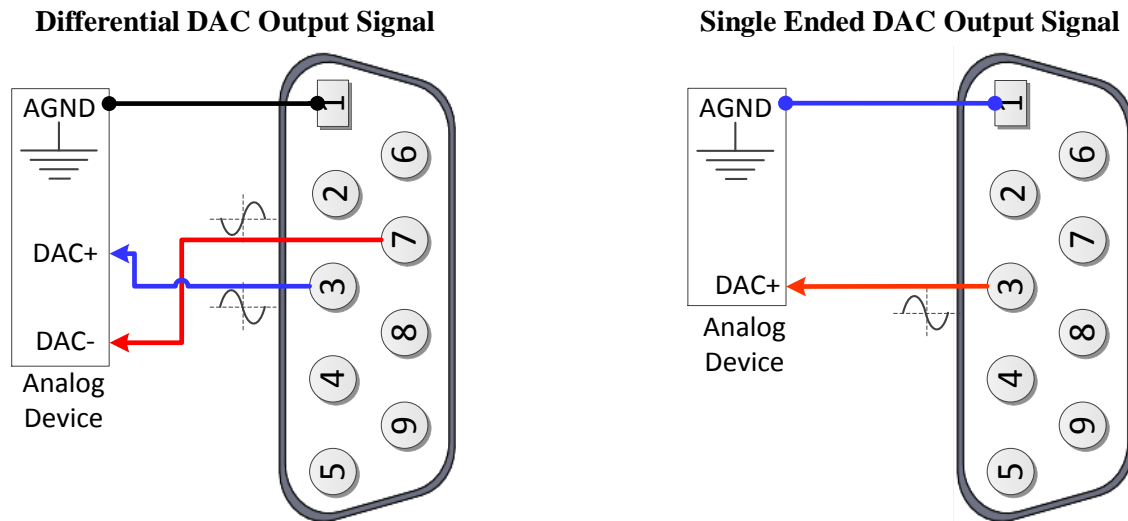 Differential DAC Output Signal
AGND
DAC+
DAC-
Analog
Device
1
6
2
7
3
8
4
9
5
Single Ended DAC Output Signal
AGND
DAC+
Analog
Device
1
6
2
7
3
8
4
9
5